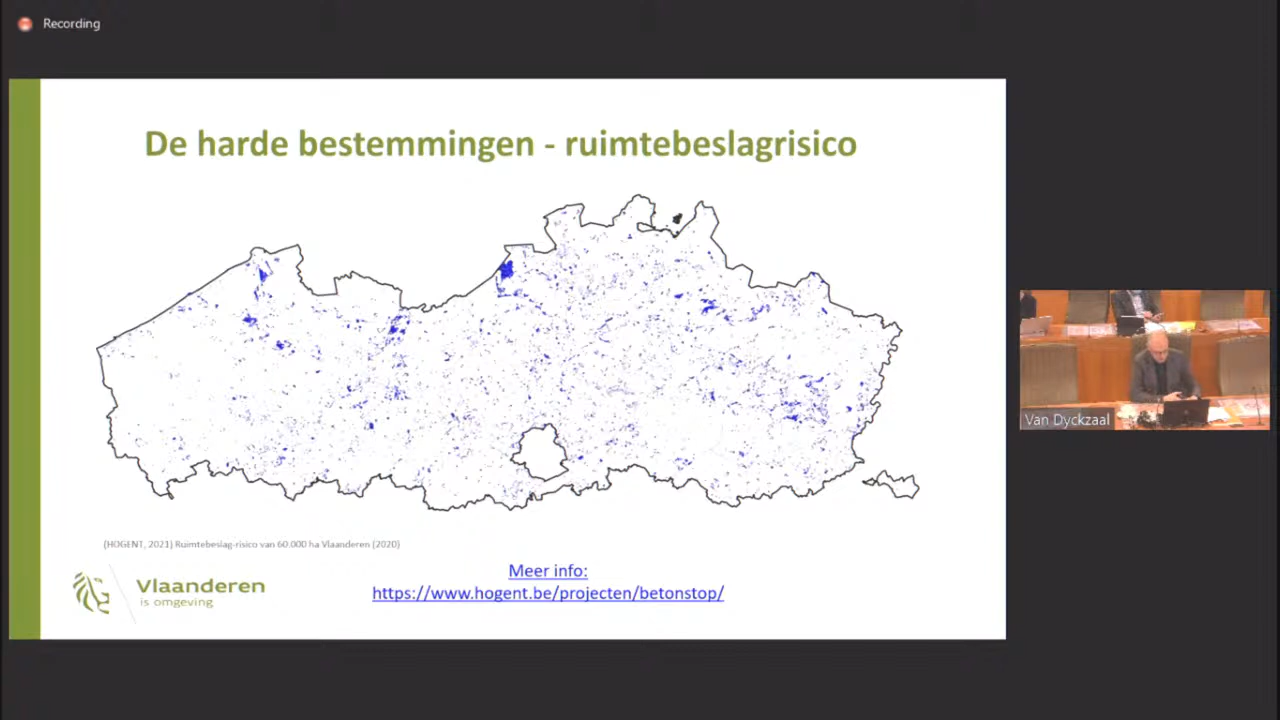 Recording
De harde bestemmingen - ruimtebeslagrisico
Van Dyckzaal
(HOGENT, 2021) Ruimtebeslag-risico van 60.000 ha Vlaanderen (2020)
Meer info:
https://www.hogent.be/projecten/betonstop/
Vlaanderen
is omgeving